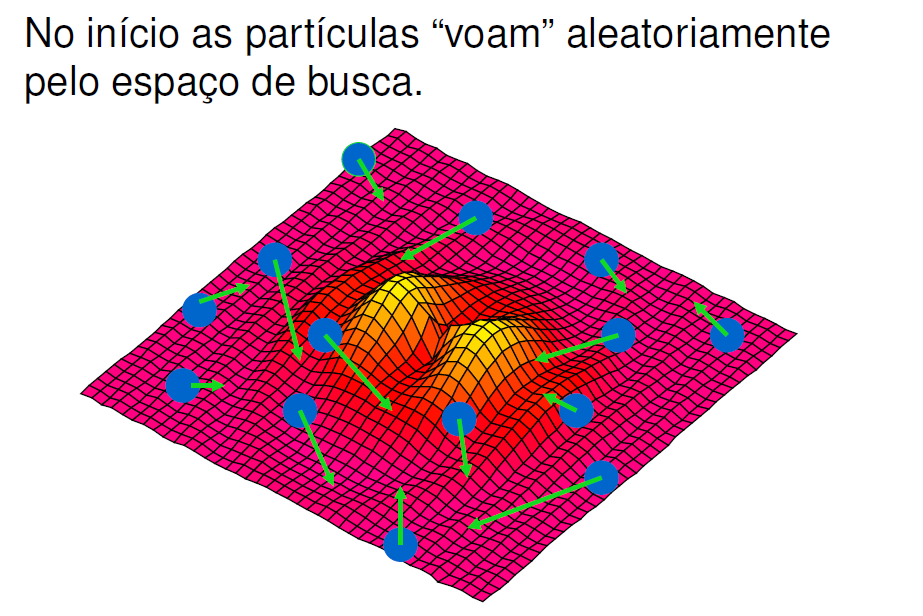 No início as partículas “voam” aleatoriamente
pelo espaço de busca.